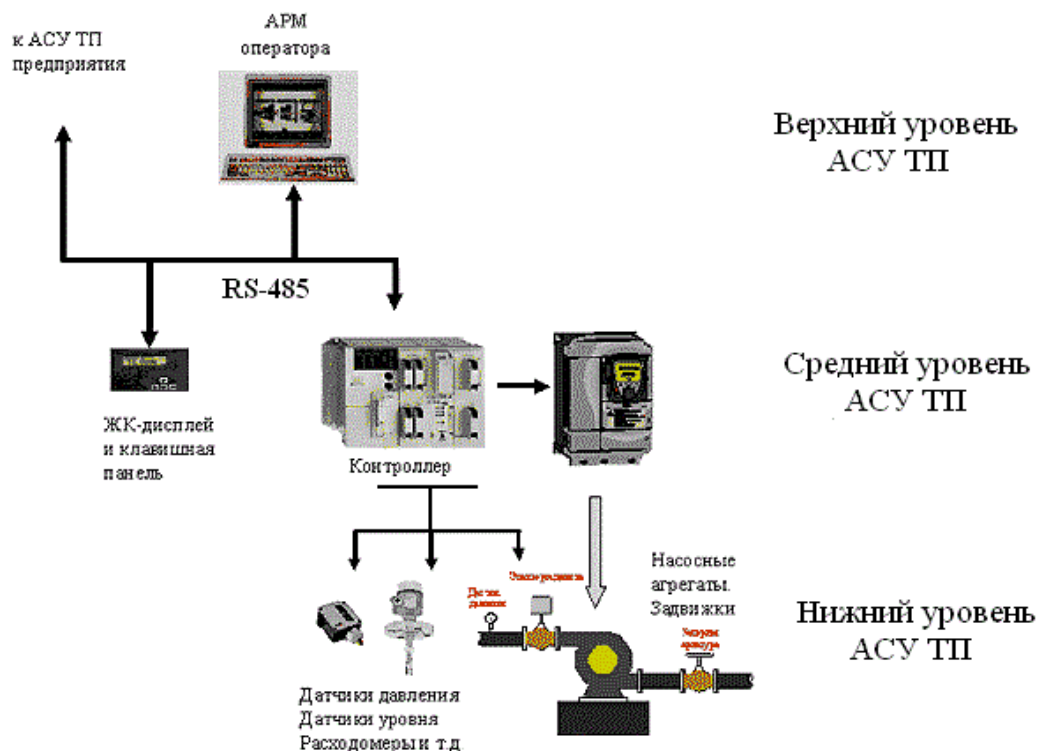 к АСУ ТП
предприятия
АРМ
оператора
Верхний уровень
АСУ ТП
RS-485
ЖК-дисплей
и клавишная
панель
Контроллер
Средний уровень
АСУ ТП
Насосные
агрегаты.
Задвижки
Нижний уровень
АСУ ТП
Датчики давления
Датчики уровня
Расходомеры и т.д